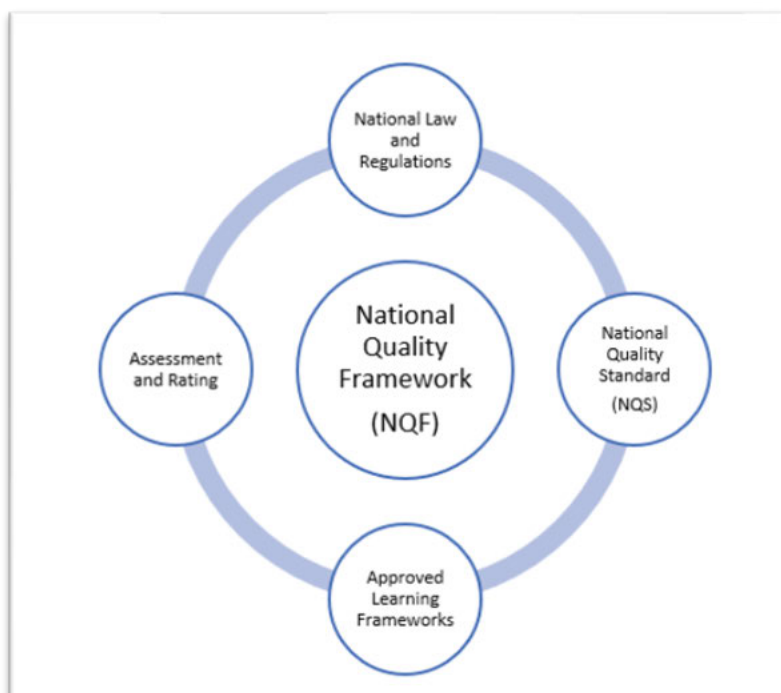 National Law
and
Regulations
National
Quality
Framework
(NQF)
National
Quality
Standard
(NQS)
Assessment
and Rating
Approved
Learning
Frameworks